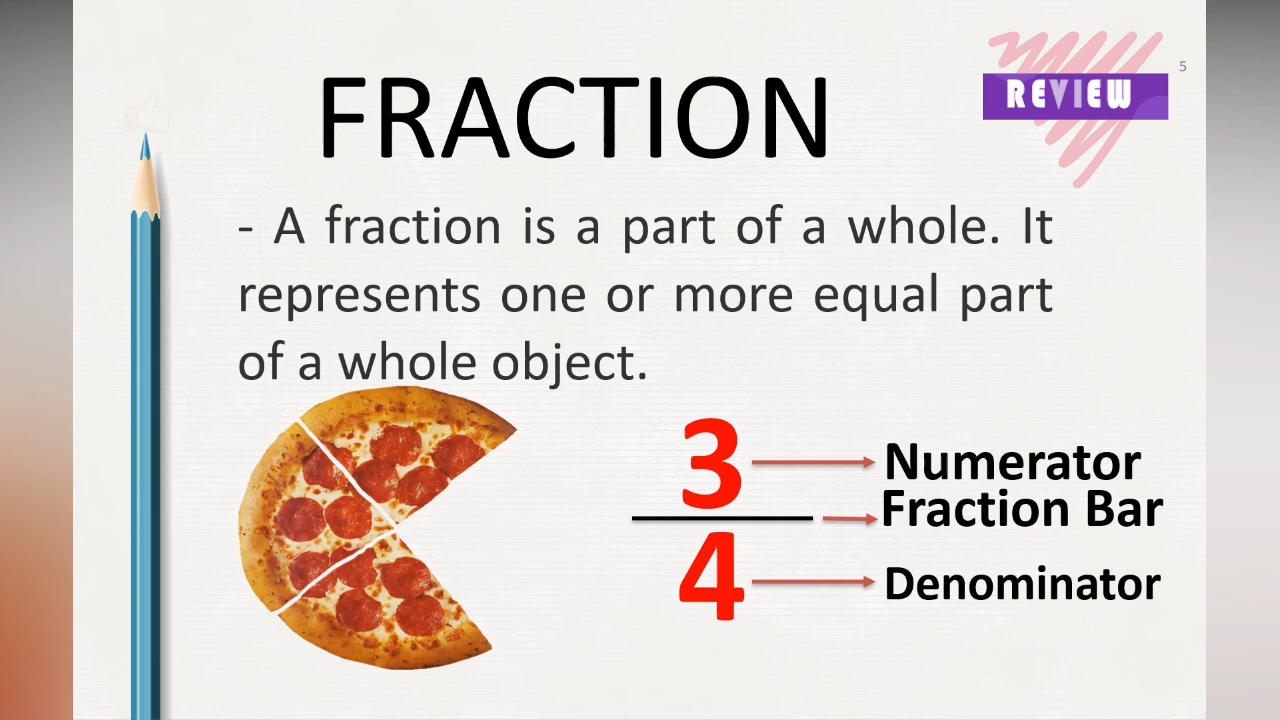 FRACTION
REVIEW
5
- A fraction is a part of a whole. It
represents one or more equal part
of a whole object.
3
Numerator
Fraction Bar
4
Denominator